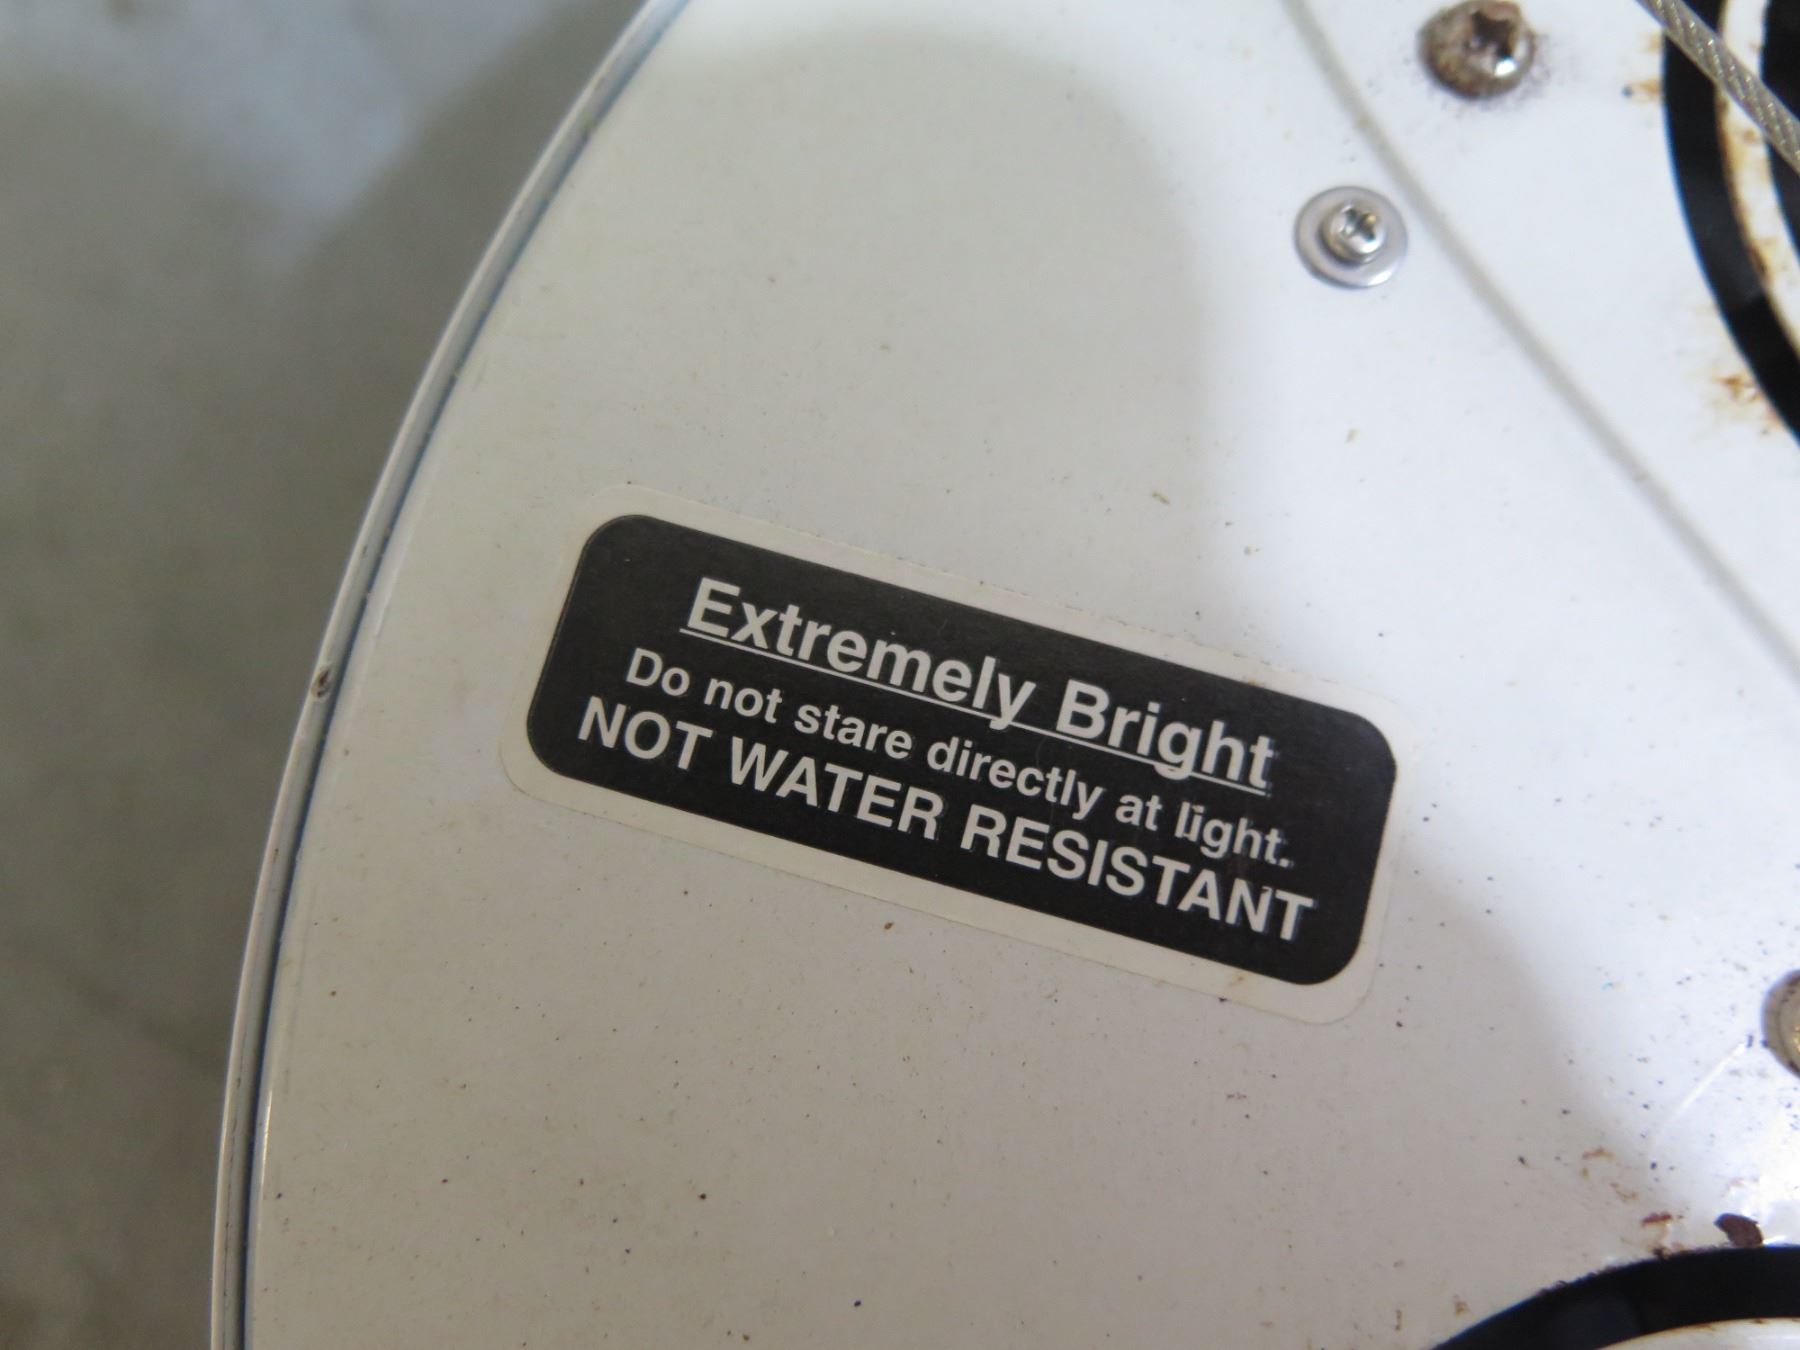 Extremely Bright
Do not stare directly at light.
NOT WATER RESISTANT